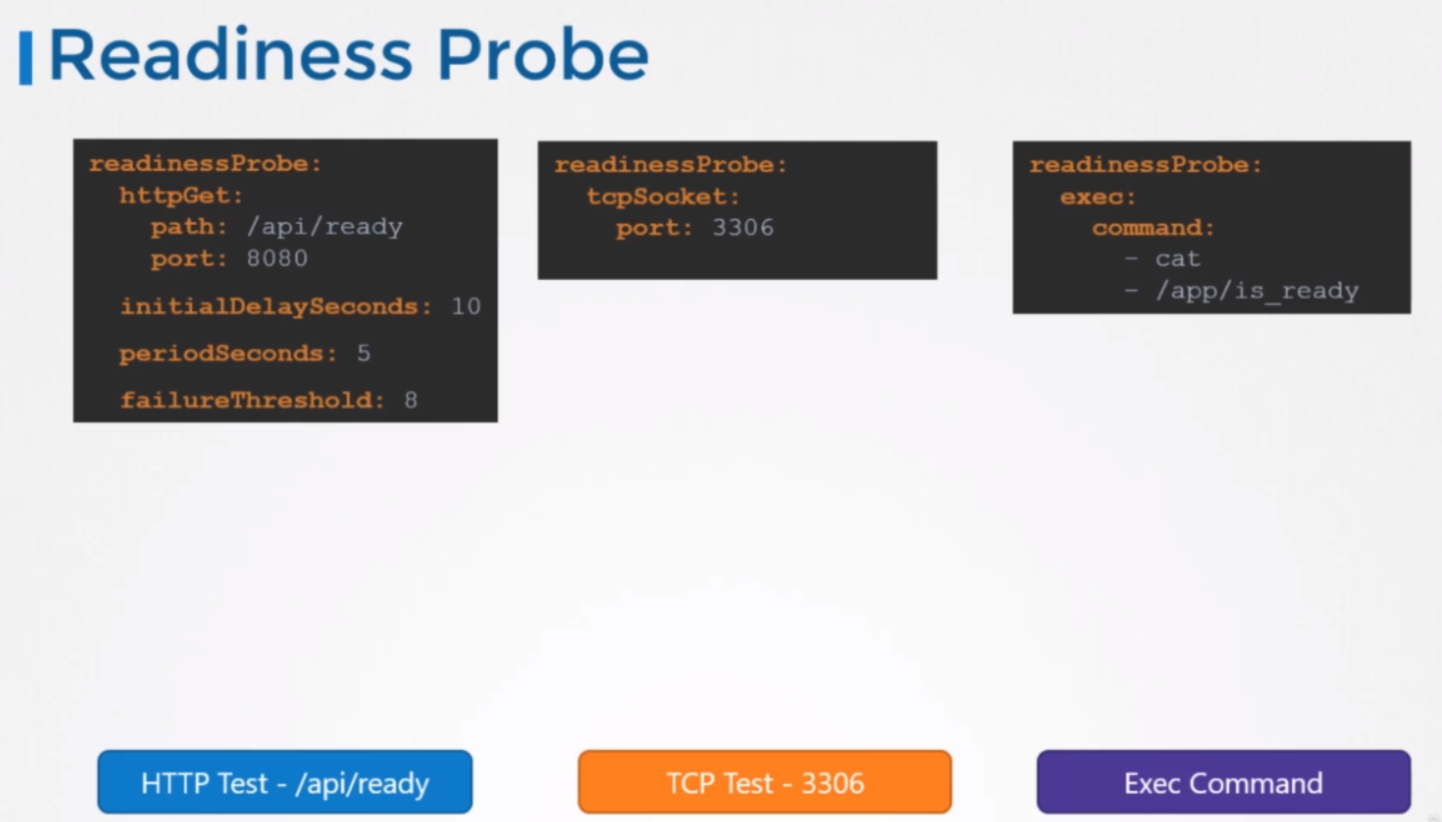 Readiness Probe
readinessProbe:
httpGet:
path: /api/ready
port: 8080
initialDelaySeconds: 10
periodSeconds: 5
failureThreshold: 8
readinessProbe:
tcpSocket:
port: 3306
readinessProbe:
exec:
command:
- cat
- /app/is_ready
HTTP Test - /api/ready
TCP Test - 3306
Exec Command